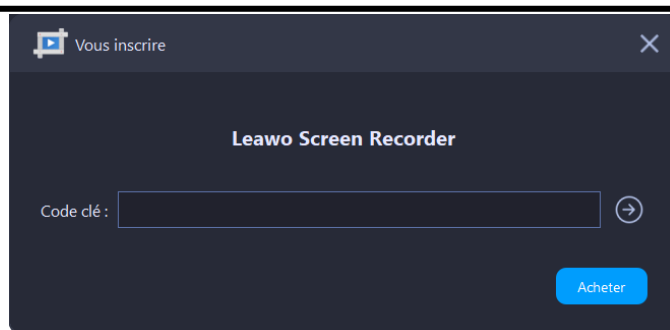 Vous inscrire
Leawo Screen Recorder
Code clé :
Acheter